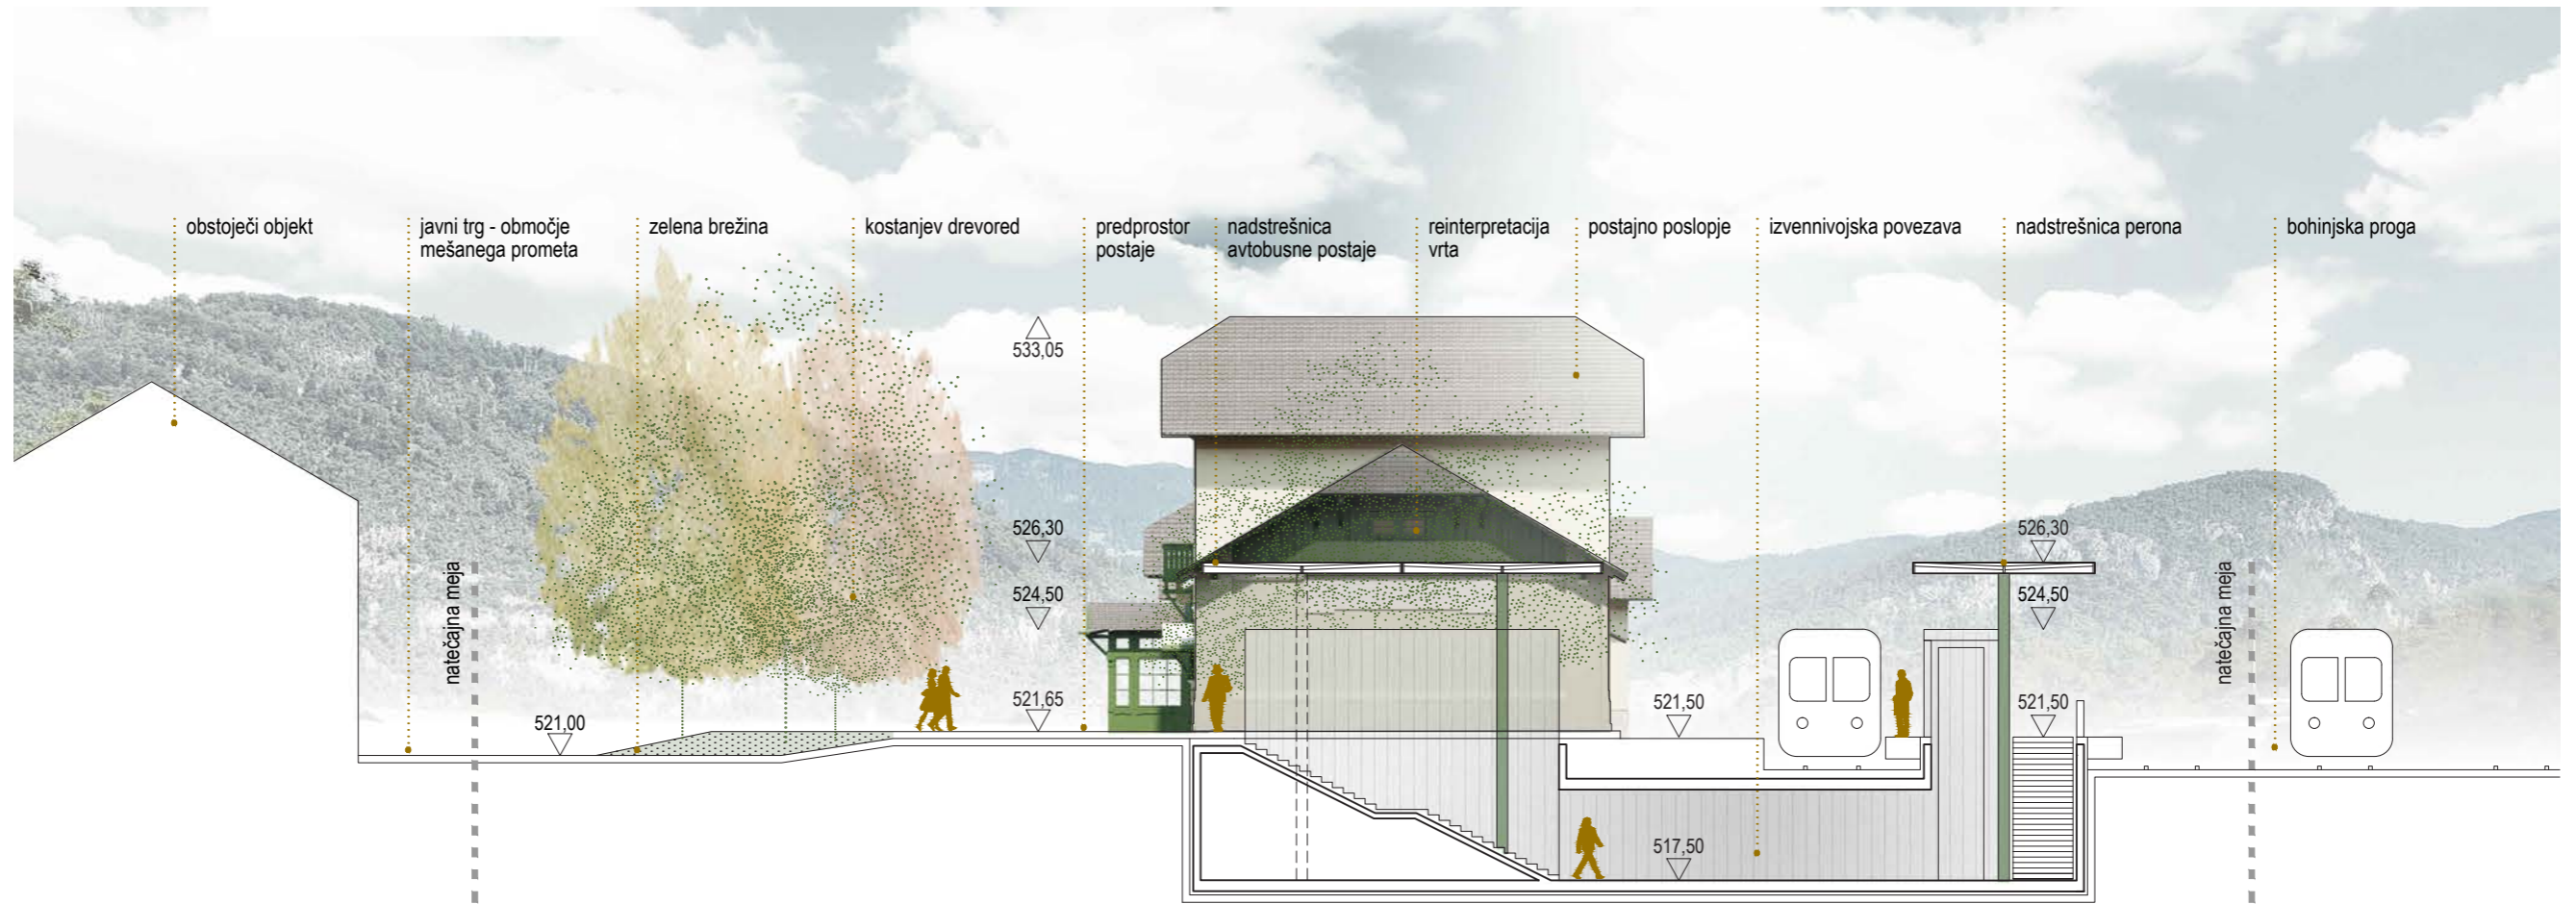 obstoječi objekt
javni trg - območje
mešanega prometa
zelena brežina
kostanjev drevored
predprostor
postaje
nadstrešnica
avtobusne postaje
reinterpretacija
vrta
postajno poslopje
izvennivojska povezava
nadstrešnica perona
bohinjska proga
533,05
526,30
524,50
521,65
521,00
natečajna meja
521,50
517,50
526,30
524,50
521,50
natečajna meja